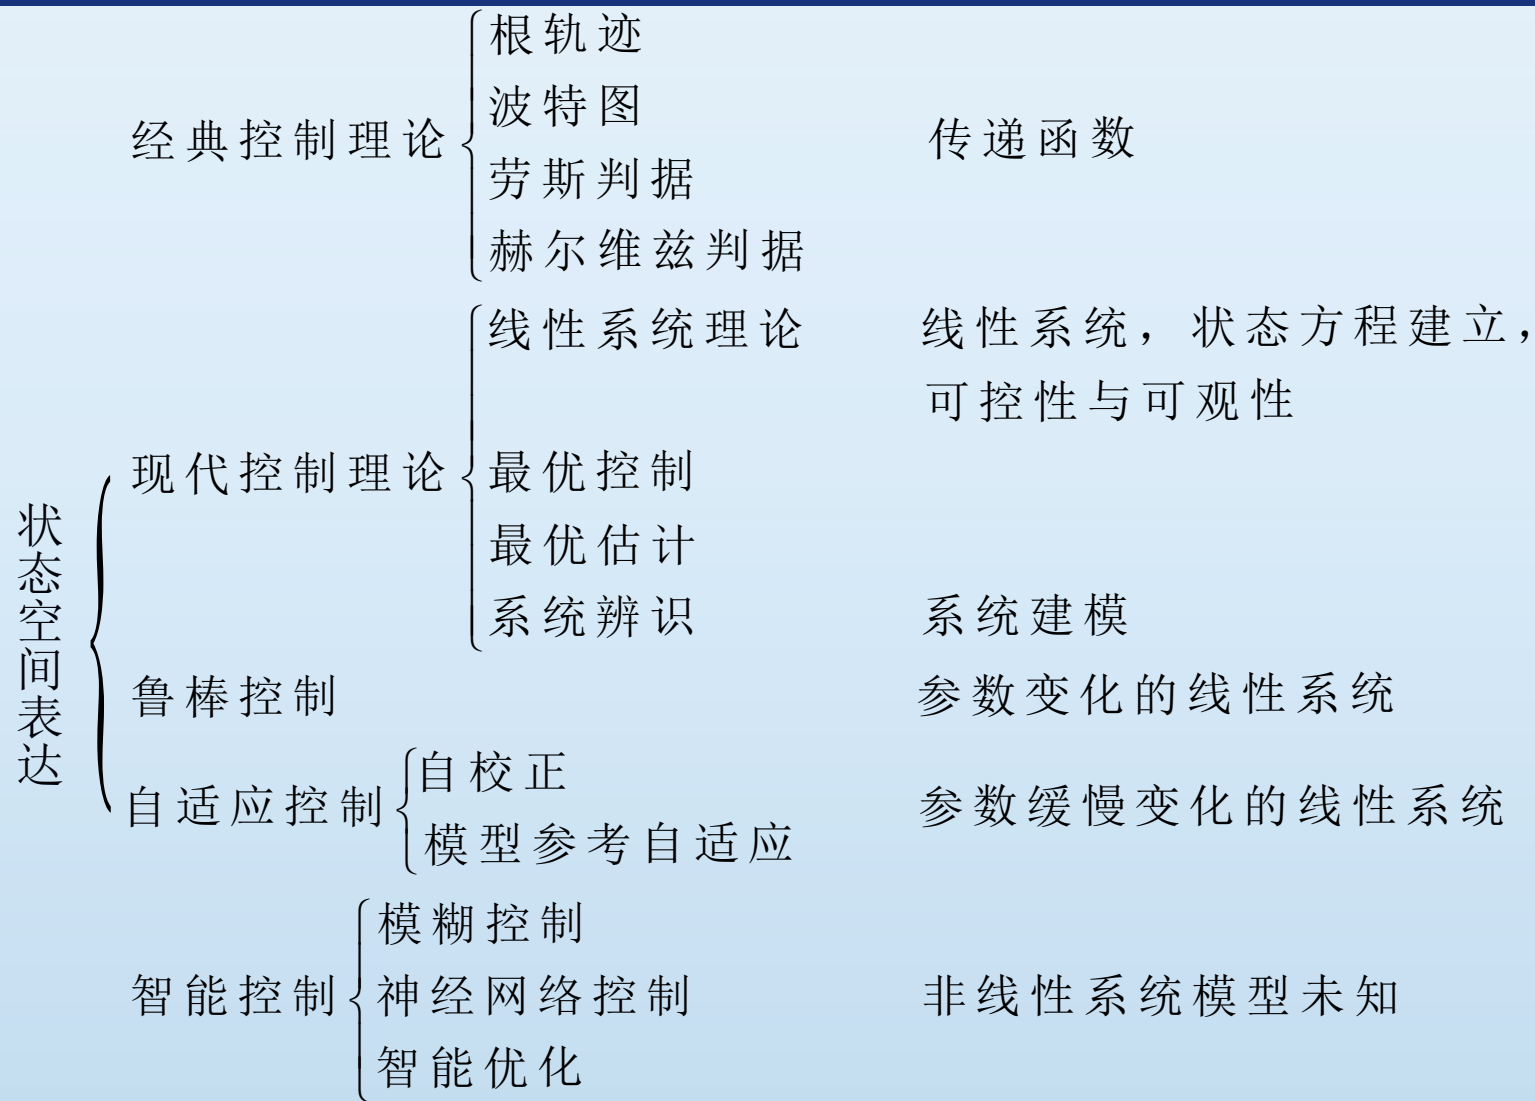 根轨迹
波特图
经典控制理论
传递函数
劳斯判据
赫尔维兹判据
线性系统理论
线性系统，状态方程建立，
可控性与可观性
现代控制理论
最优控制
最优估计
系统辨识
系统建模
状态空间表达
鲁棒控制
参数变化的线性系统
自适应控制
自校正
模型参考自适应
参数缓慢变化的线性系统
模糊控制
智能控制
神经网络控制
非线性系统模型未知
智能优化